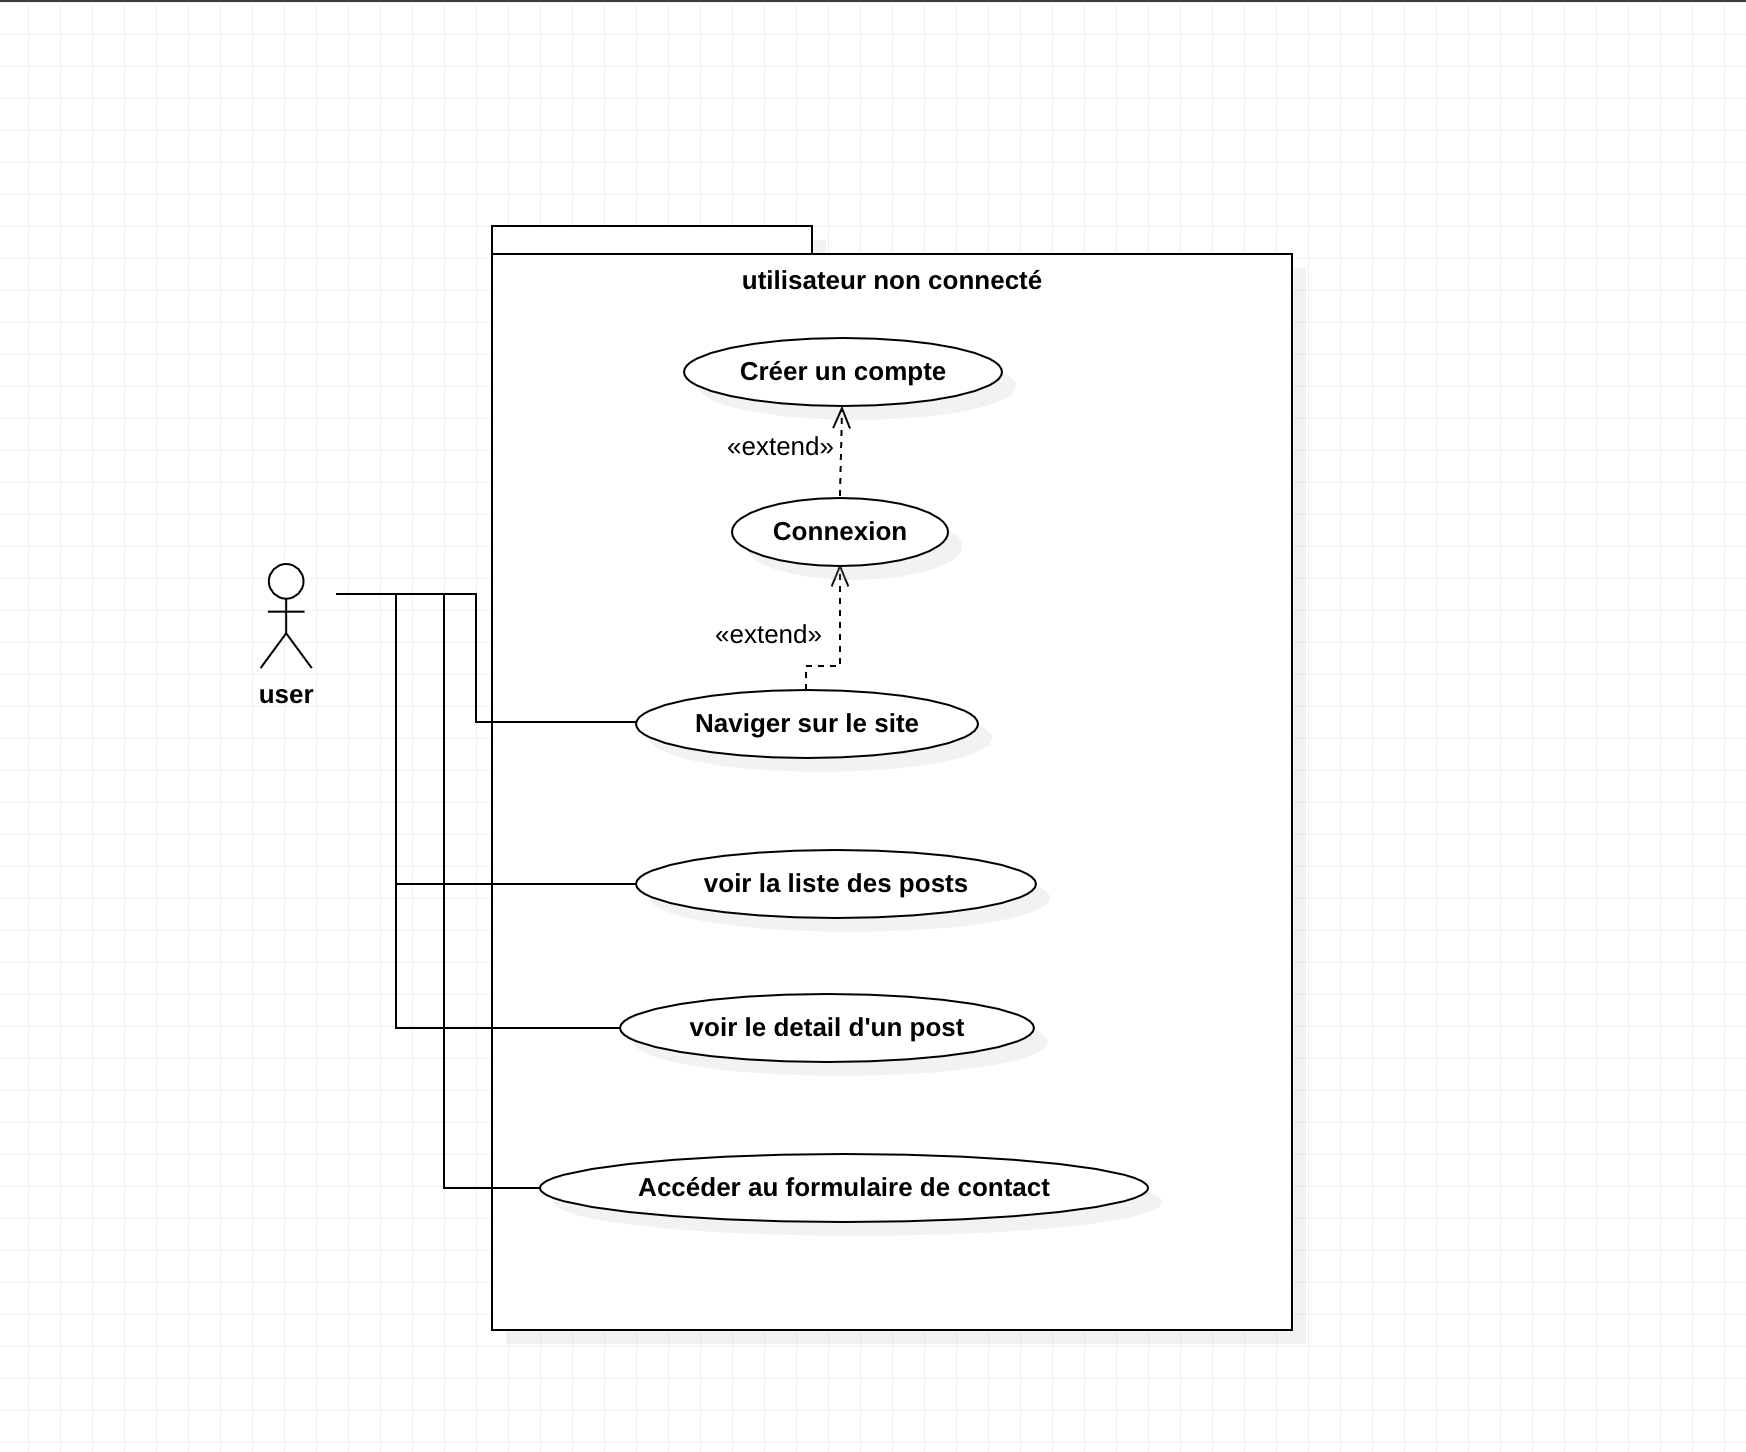 utilisateur non connecté
Créer un compte
«extend»
Connexion
«extend»
user
Naviger sur le site
voir la liste des posts
voir le detail d'un post
Accéder au formulaire de contact